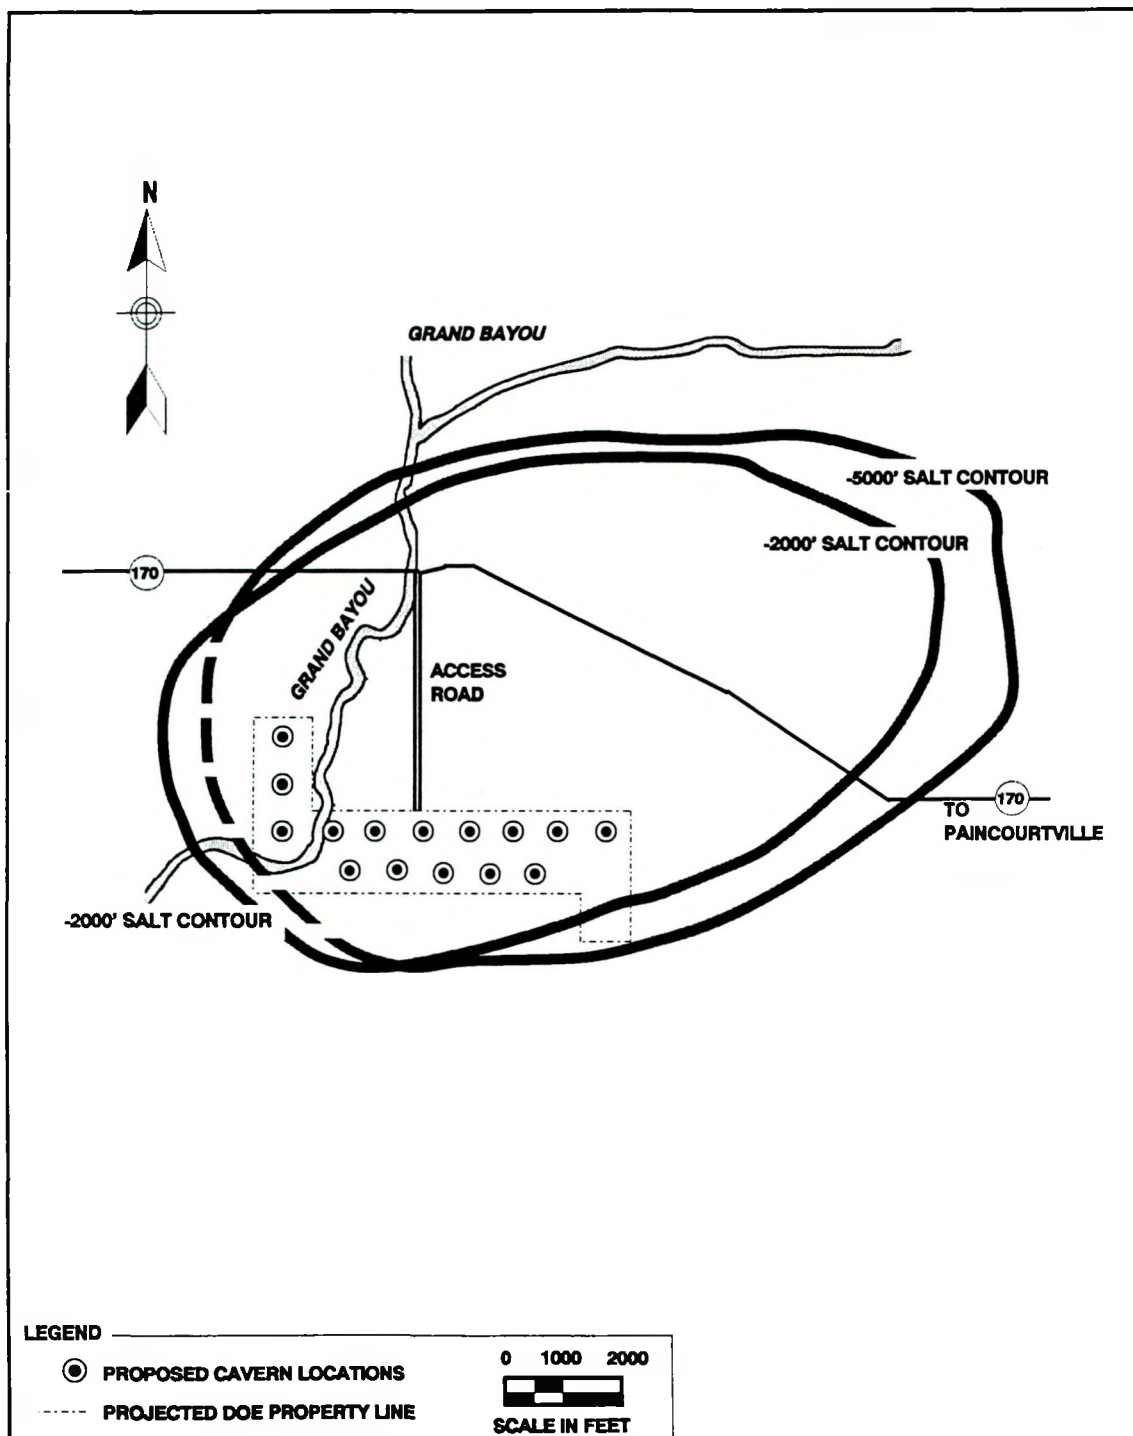 N
GRAND BAYOU
-5000' SALT CONTOUR
-2000' SALT CONTOUR
170
GRAND BAYOU
ACCESS
ROAD
170
TO
PAINCOURTVILLE
-2000' SALT CONTOUR
LEGEND
PROPOSED CAVERN LOCATIONS
PROJECTED DOE PROPERTY LINE
0 1000 2000
SCALE IN FEET